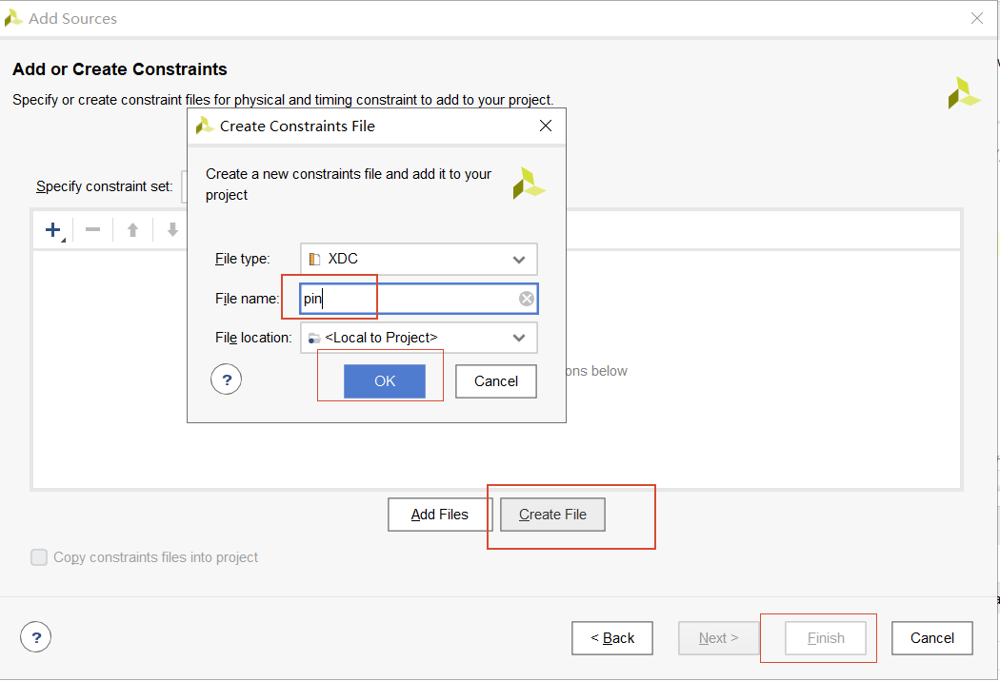 Add Sources
Add or Create Constraints
Specify or create constraint files for physical and timing constraint to add to your project.
Create Constraints File
Create a new constraints file and add it to your
project
Specify constraint set:
File type:
XDC
File name:
pin
File location:
<Local to Project>
?
OK
Cancel
ons below
Add Files
Create File
Copy constraints files into project
?
< Back
Next >
Finish
Cancel